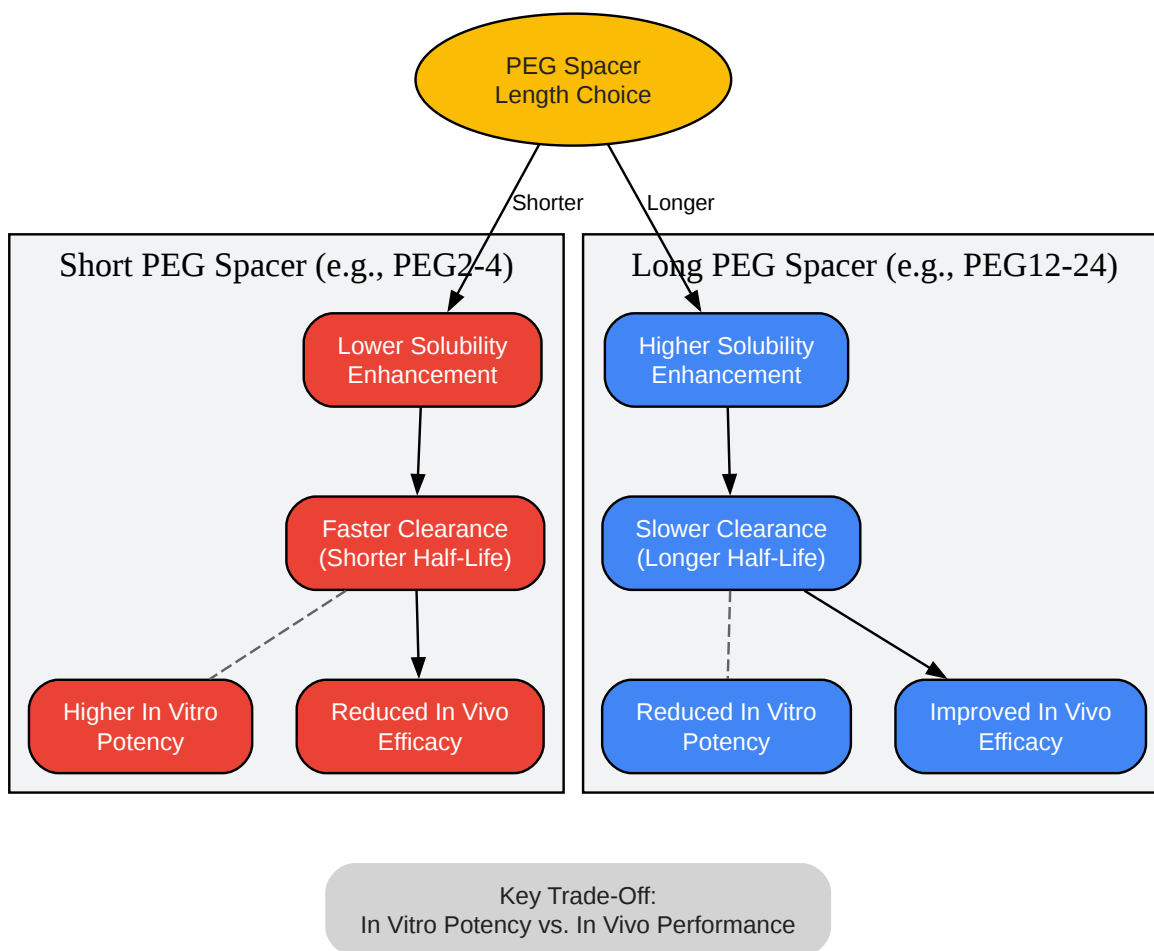 PEG Spacer
Length Choice
Shorter
Longer
Short PEG Spacer (e.g., PEG2-4)
Lower Solubility
Enhancement
Faster Clearance
(Shorter Half-Life)
Higher In Vitro
Potency
Reduced In Vivo
Efficacy
Long PEG Spacer (e.g., PEG12-24)
Higher Solubility
Enhancement
Slower Clearance
(Longer Half-Life)
Reduced In Vitro
Potency
Improved In Vivo
Efficacy
Key Trade-Off:
In Vitro Potency vs. In Vivo Performance